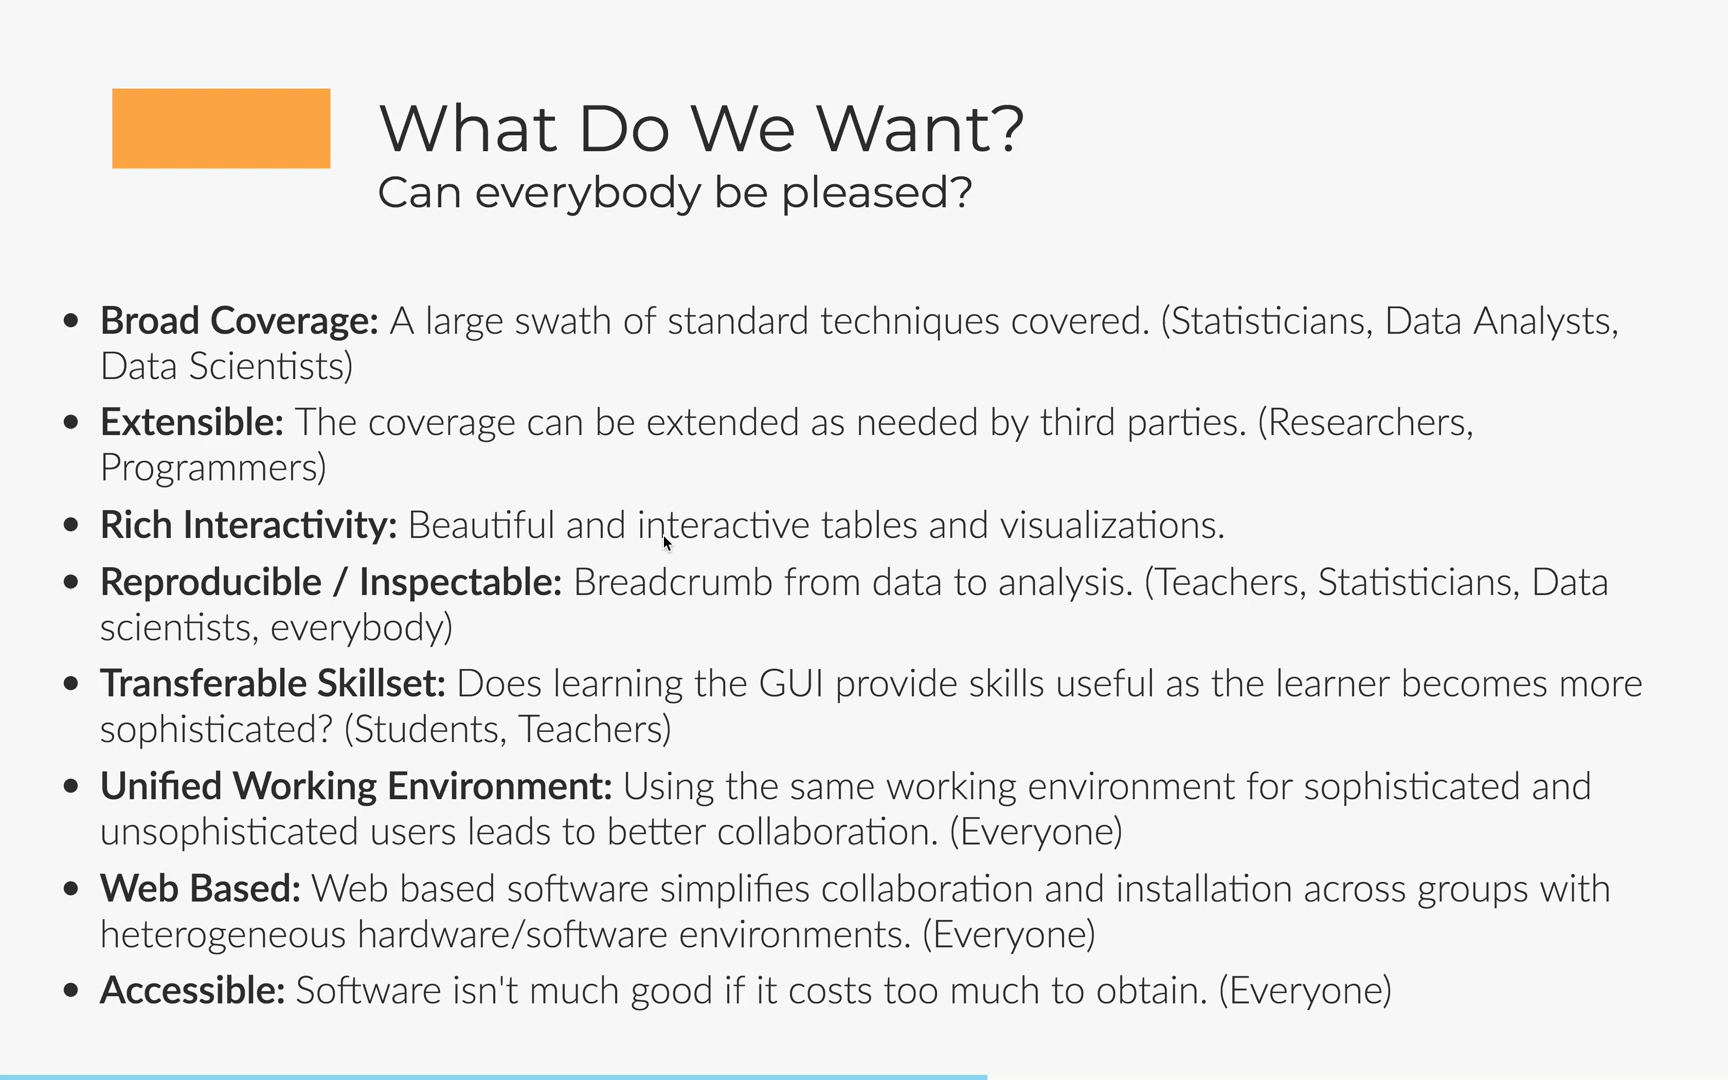 What Do We Want?
Can everybody be pleased?
• Broad Coverage: A large swath of standard techniques covered. (Statisticians, Data Analysts,
Data Scientists)
• Extensible: The coverage can be extended as needed by third parties. (Researchers,
Programmers)
• Rich Interactivity: Beautiful and interactive tables and visualizations.
• Reproducible / Inspectable: Breadcrumb from data to analysis. (Teachers, Statisticians, Data
scientists, everybody)
• Transferable Skillset: Does learning the GUI provide skills useful as the learner becomes more
sophisticated? (Students, Teachers)
• Unified Working Environment: Using the same working environment for sophisticated and
unsophisticated users leads to better collaboration. (Everyone)
• Web Based: Web based software simplifies collaboration and installation across groups with
heterogeneous hardware/software environments. (Everyone)
• Accessible: Software isn't much good if it costs too much to obtain. (Everyone)